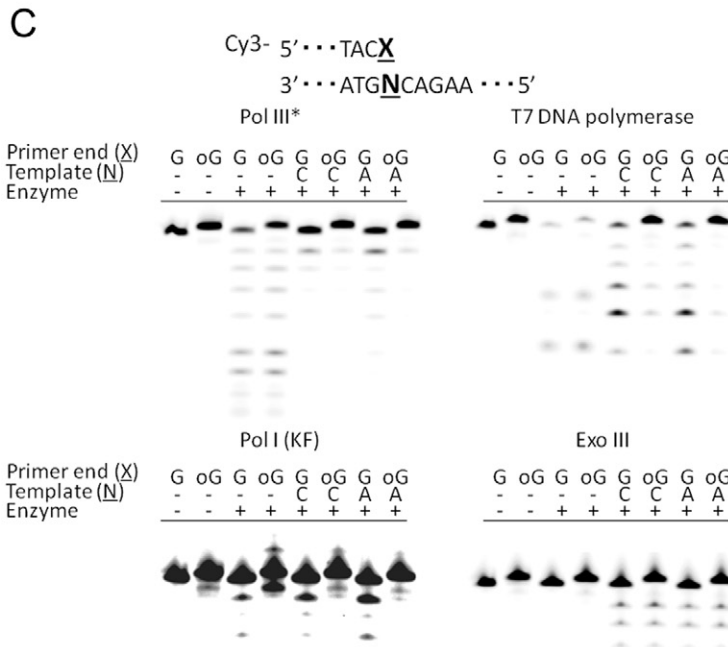 C
Cy3- 5′···TACX
3′···ATGNCAGAA ···5′
Pol III*
T7 DNA polymerase
Primer end (X) G oG G oG G oG G oG G oG G oG G oG G oG
Template (N) - - - - C C A A - - - - C C A A
Enzyme - - + + + + + + - - + + + + + +
Pol I (KF)
Exo III
Primer end (X) G oG G oG G oG G oG G oG G oG G oG G oG
Template (N) - - - - C C A A - - - - C C A A
Enzyme - - + + + + + + - - + + + + + +